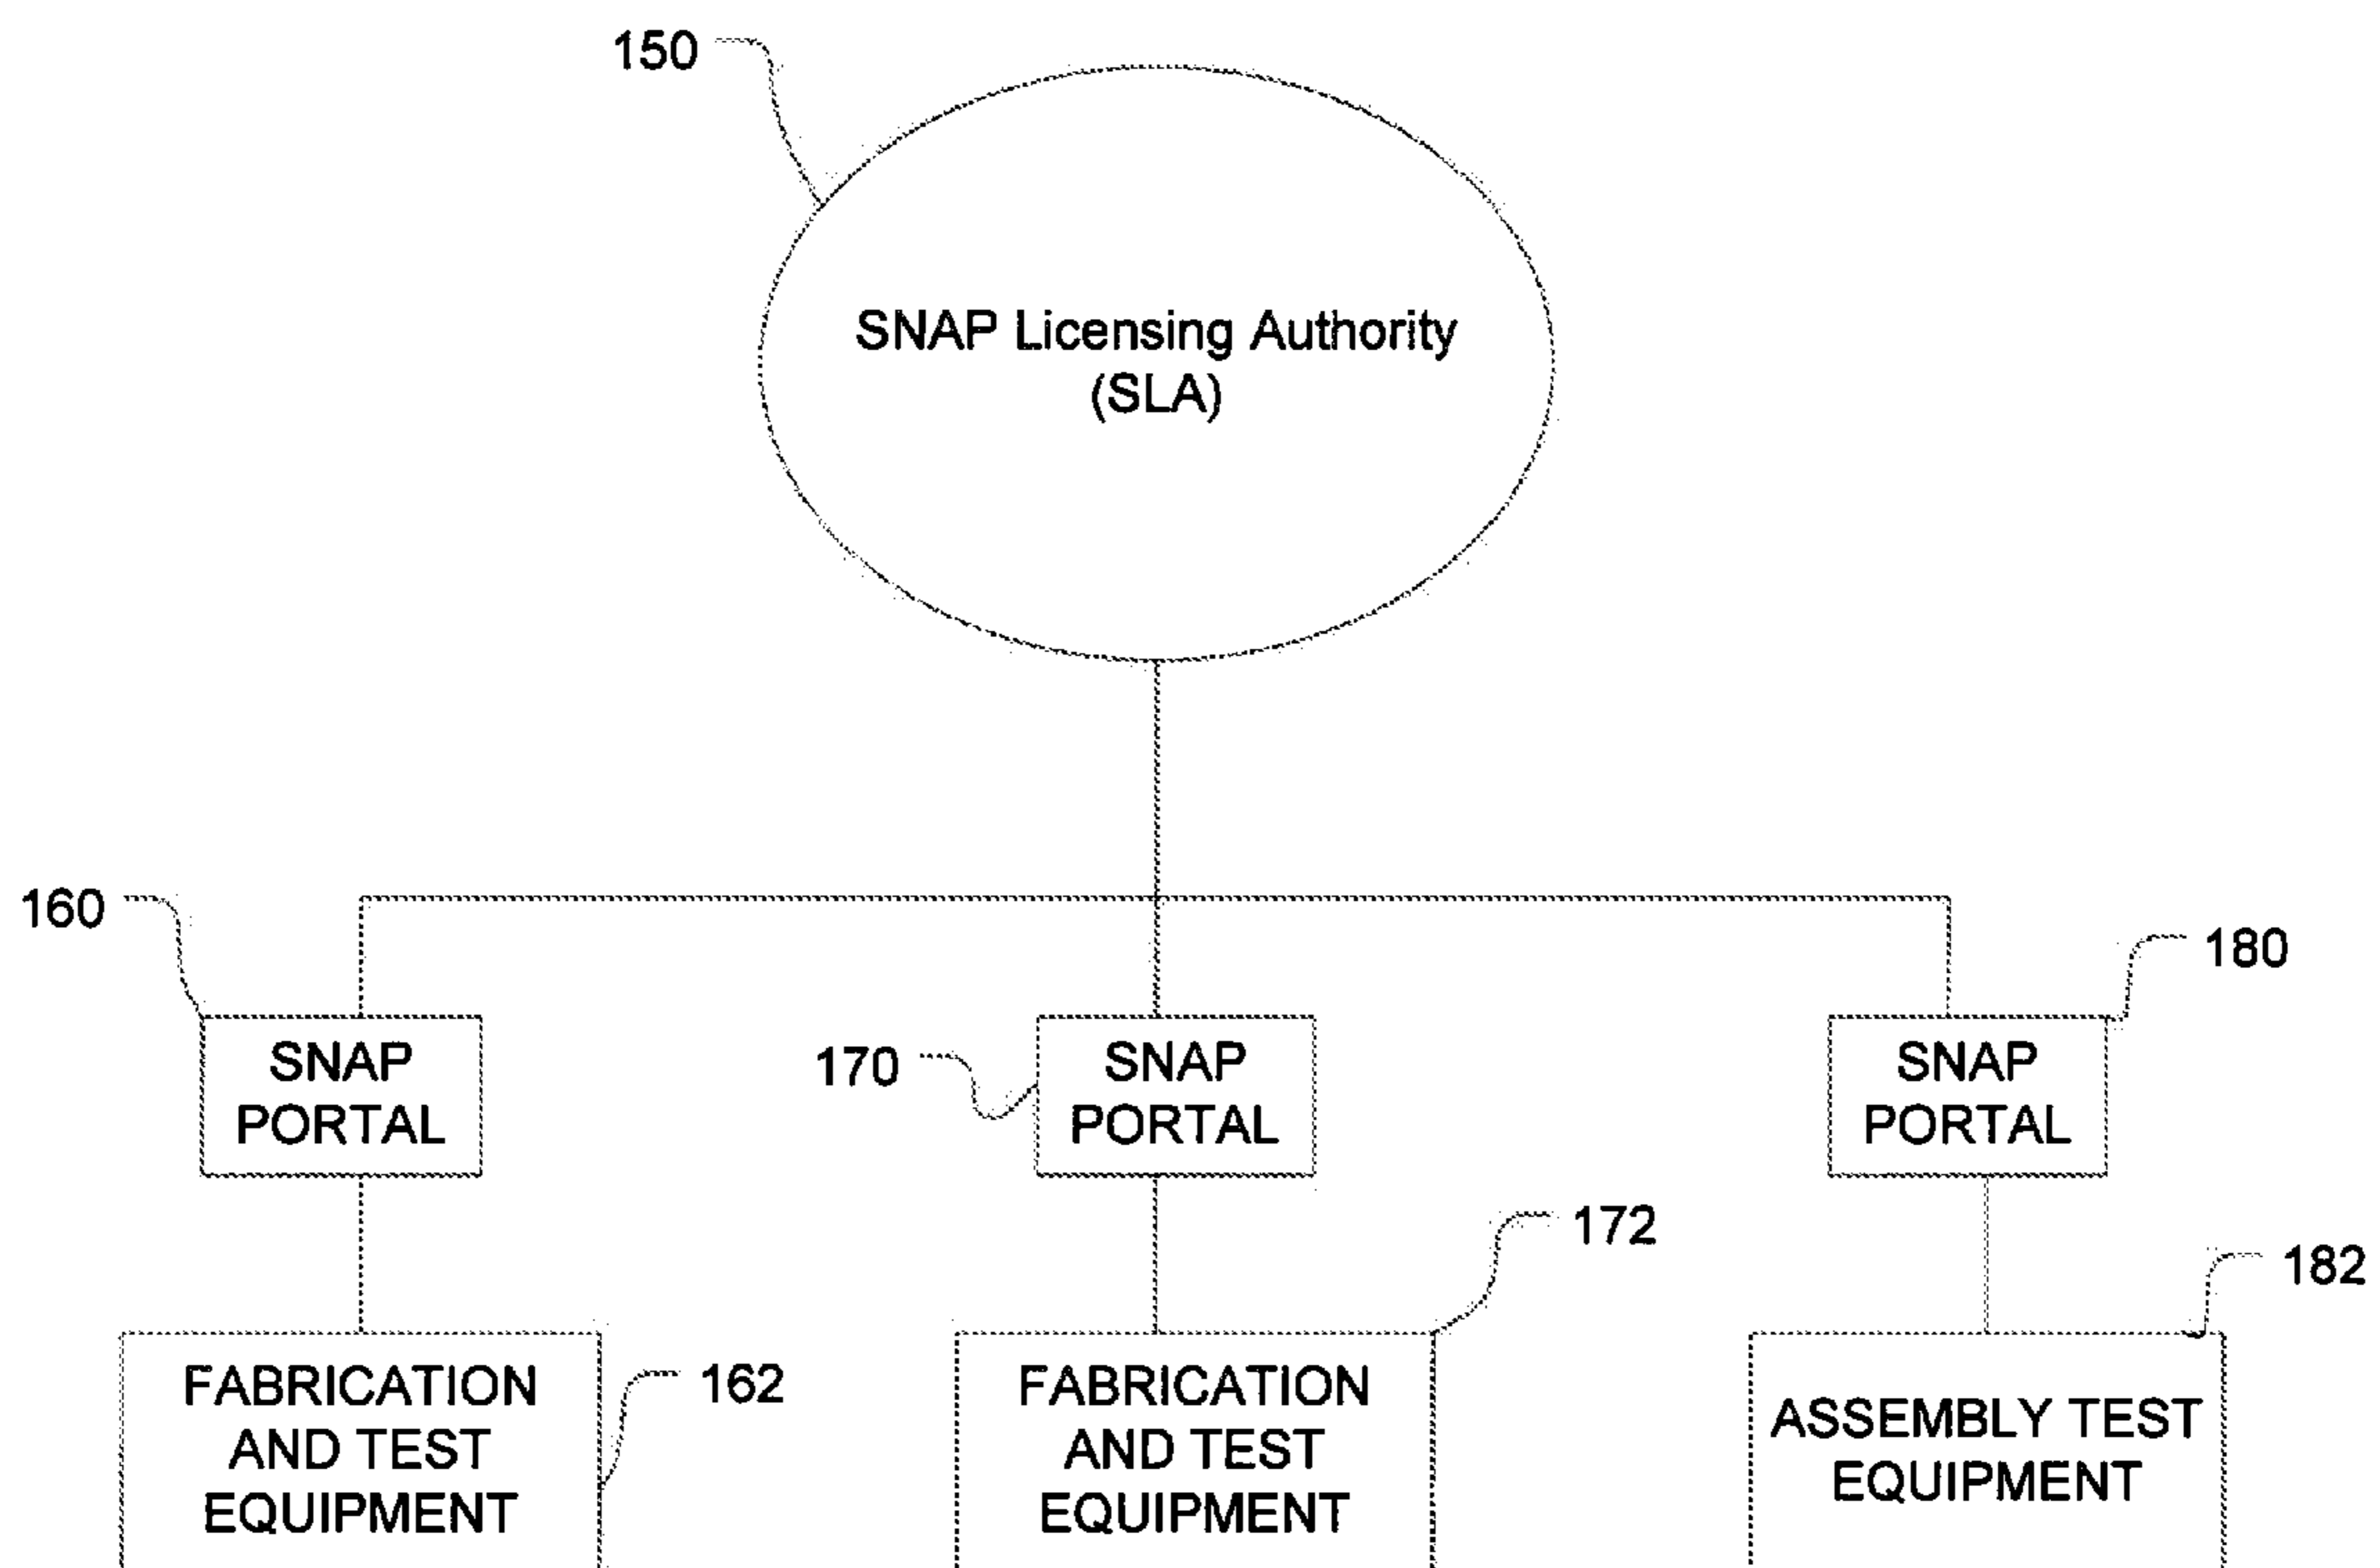 150
SNAP Licensing Authority
(SLA)
160
180
SNAP
PORTAL
170
SNAP
PORTAL
SNAP
PORTAL
172
182
FABRICATION
AND TEST
EQUIPMENT
162
FABRICATION
AND TEST
EQUIPMENT
ASSEMBLY TEST
EQUIPMENT